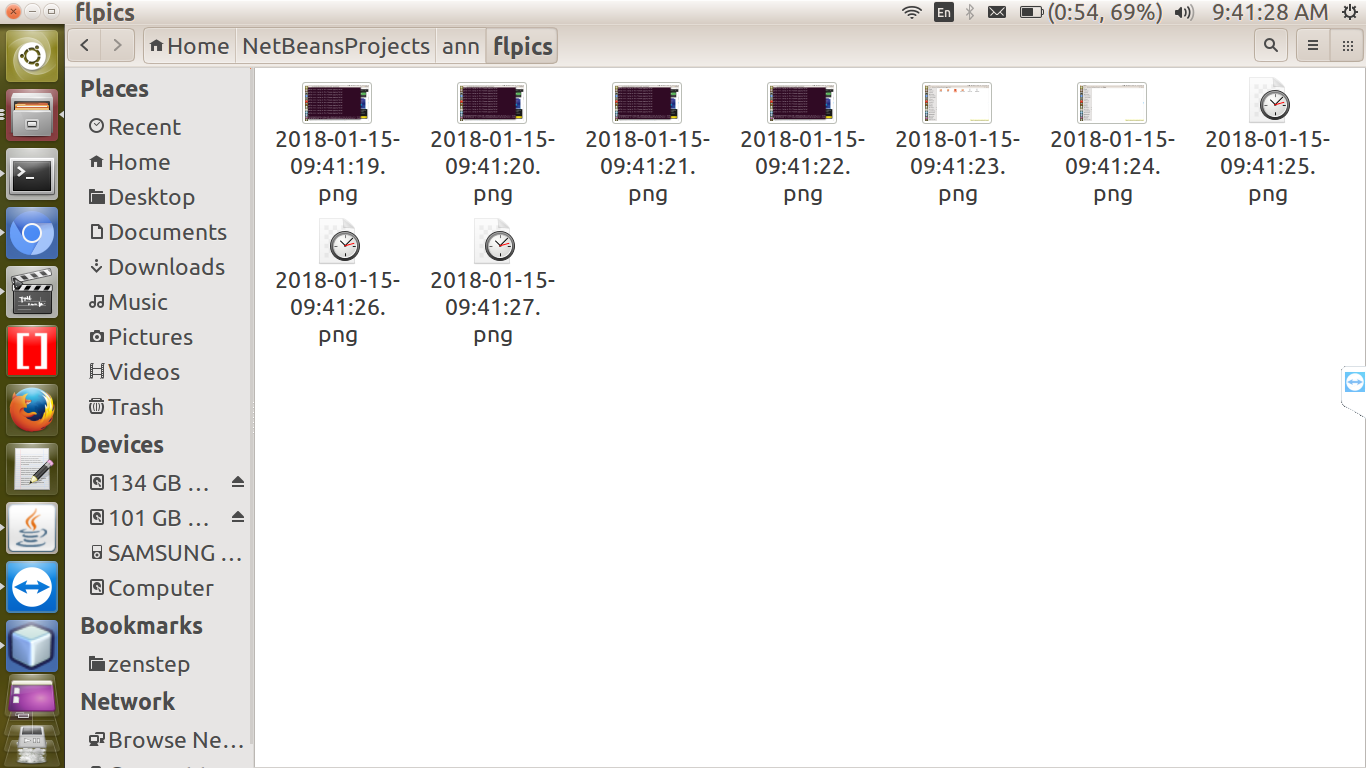 flpics
En
(0:54, 69%)
9:41:28 AM
Home NetBeansProjects ann flpics
Places
Recent
Home
Desktop
Documents
Downloads
Music
Pictures
Videos
Trash
Devices
134 GB …
101 GB …
SAMSUNG …
Computer
Bookmarks
zenstep
Network
Browse Ne…
2018-01-15-
09:41:19.
png
2018-01-15-
09:41:20.
png
2018-01-15-
09:41:21.
png
2018-01-15-
09:41:22.
png
2018-01-15-
09:41:23.
png
2018-01-15-
09:41:24.
png
2018-01-15-
09:41:25.
png
2018-01-15-
09:41:26.
png
2018-01-15-
09:41:27.
png